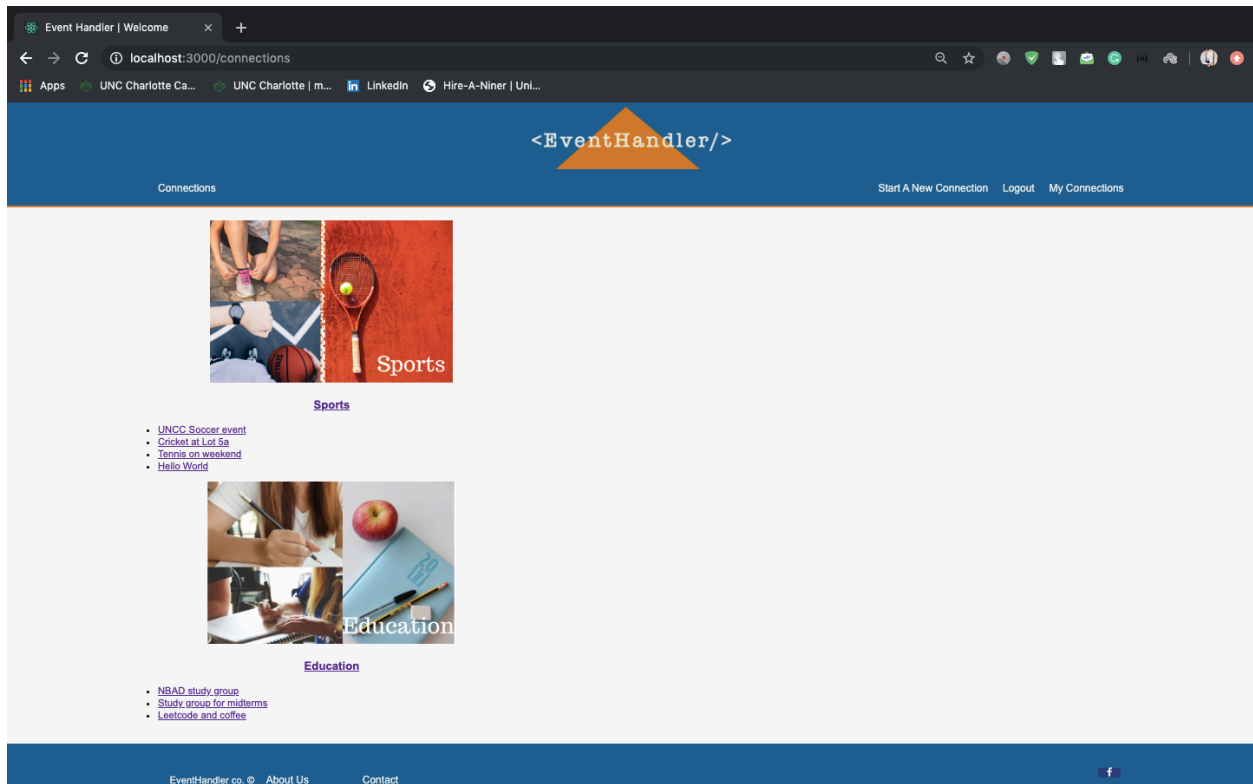 Event Handler | Welcome
localhost:3000/connections
Apps UNC Charlotte Ca... UNC Charlotte | m... in LinkedIn Hire-A-Niner | Uni...
<EventHandler/>
Connections Start A New Connection Logout My Connections
Sports
Sports
UNCC Soccer event
Cricket at Lot 5a
Tennis on weekend
Hello World
2017
Education
Education
NBAD study group
Study group for midterms
Leetcode and coffee
EventHandler co. © About Us Contact f